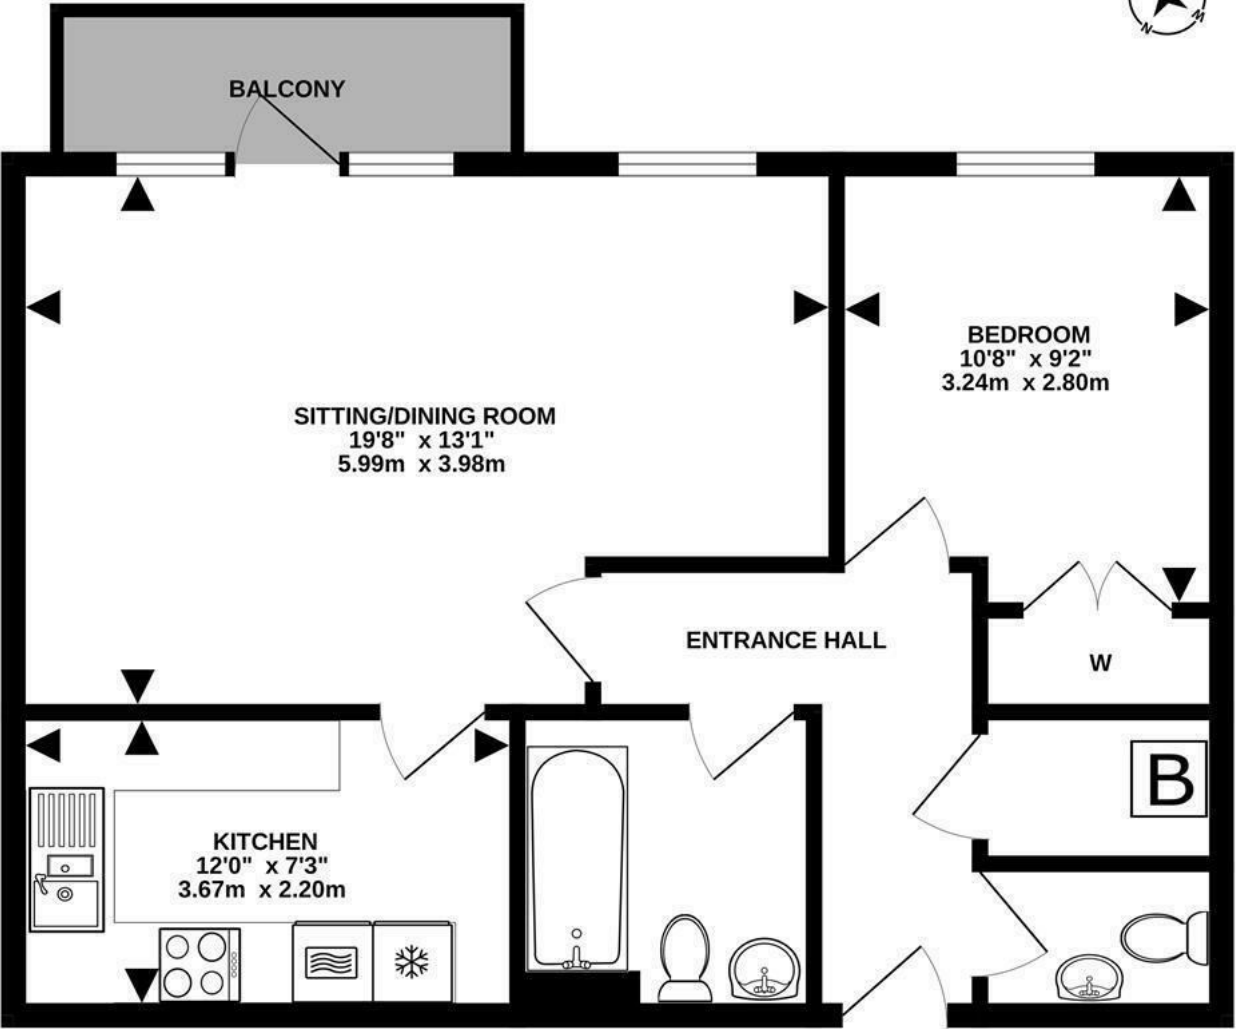 N
W
BALCONY
SITTING/DINING ROOM
19'8" x 13'1"
5.99m x 3.98m
BEDROOM
10'8" x 9'2"
3.24m x 2.80m
ENTRANCE HALL
W
B
KITCHEN
12'0" x 7'3"
3.67m x 2.20m